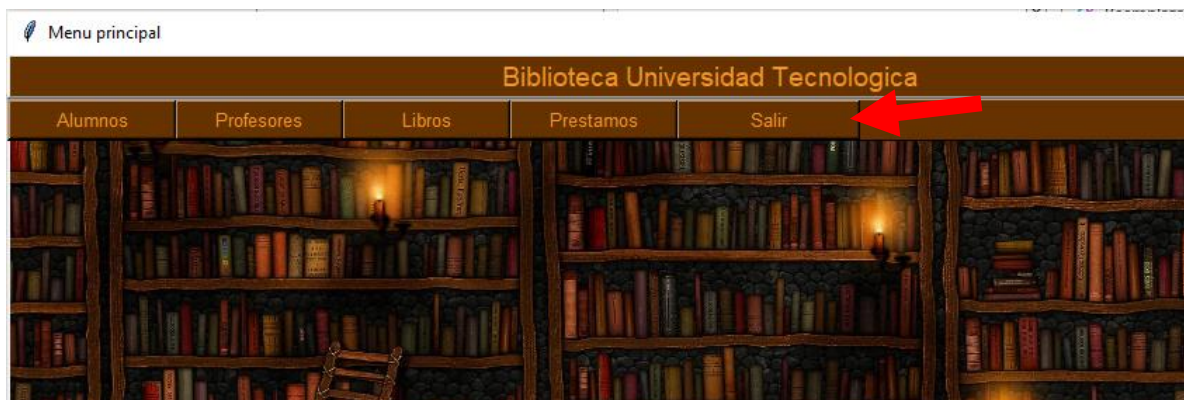 Menu principal
Biblioteca Universidad Tecnologica
Alumnos Profesores Libros Prestamos Salir